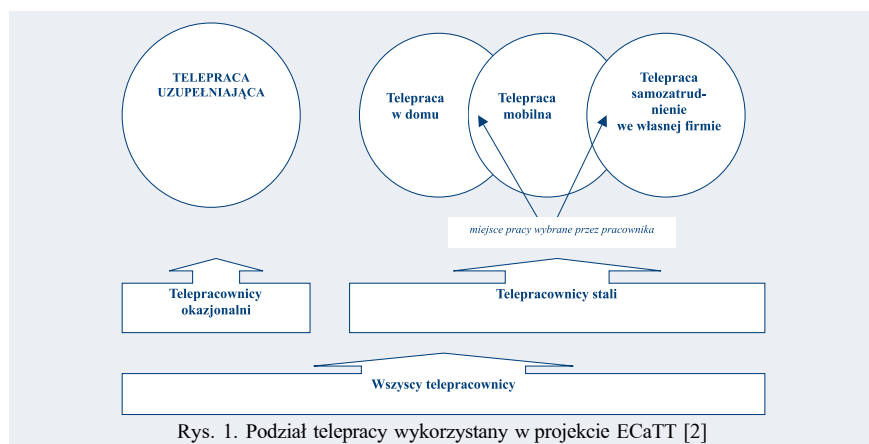 TELEPRACA
UZUPEŁNIAJĄCA
Telepraca
w domu
Telepraca
mobilna
Telepraca
samozatrud-
nienie
we własnej firmie
miejsce pracy wybrane przez pracownika
Telepracownicy
okazjonalni
Telepracownicy stali
Wszyscy telepracownicy
Rys. 1. Podział telepracy wykorzystany w projekcie ECaTT [2]